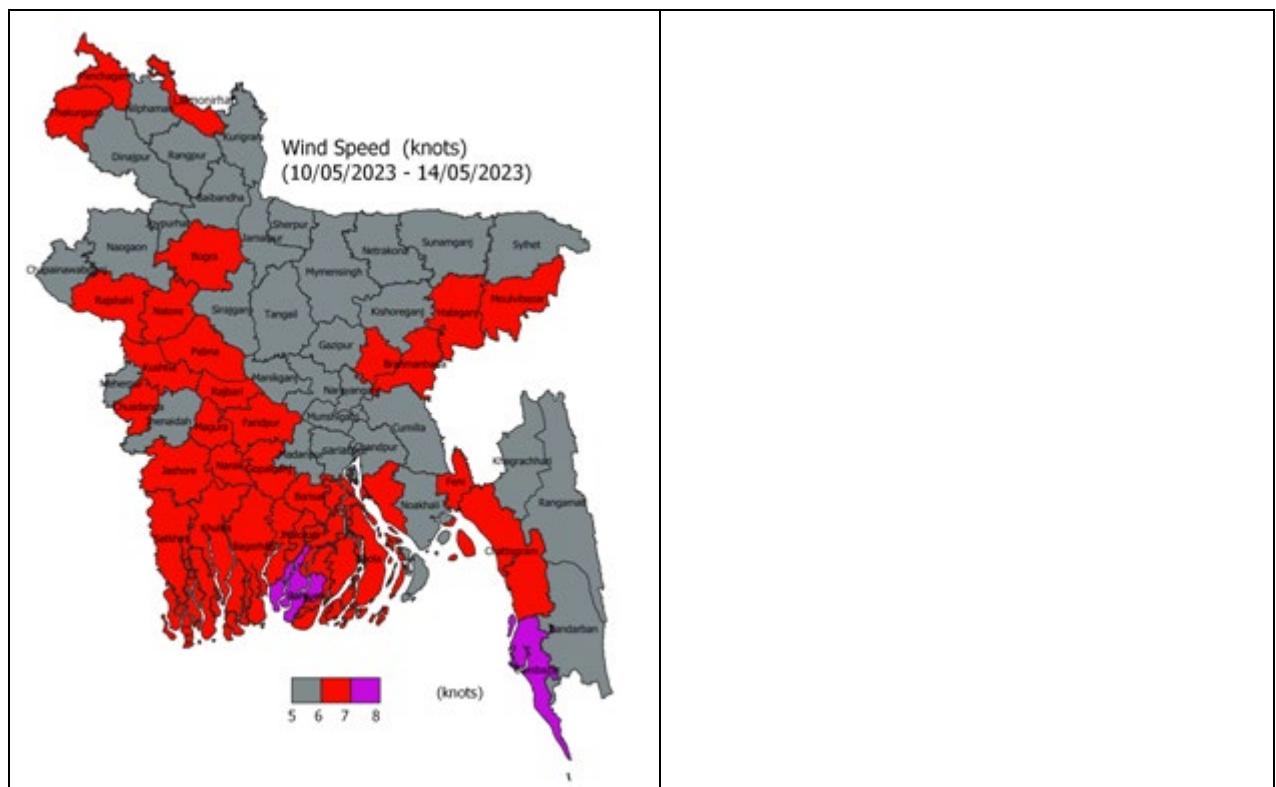 Panchagarh
Lalmonirhat
Thakurgaon
Nilphamari
Kurigram
Wind Speed (knots)
Dinajpur
Rangpur
(10/05/2023 - 14/05/2023)
Gaibandha
Joypurhat
Sherpur
Jamalpur
Naogaon
Netrakona
Sunamganj
Sylhet
Bogra
Mymensingh
Chapainawabganj
Rajshahi
Natore
Sirajganj
Tangail
Kishoreganj
Habiganj
Moulvibazar
Gazipur
Pabna
Brahmanbaria
Kushtia
Manikganj
Meherpur
Rajbari
Narayanganj
Chuadanga
Jhenaidah
Magura
Faridpur
Munshiganj
Cumilla
Madaripur
Shariatpur
Chandpur
Jashore
Narail
Gopalganj
Khagrachhari
Feni
Barisal
Noakhali
Rangamati
Satkhira
Khulna
Bagerhat
Bhola
Chattogram
Bandarban
(knots)
5 6 7 8